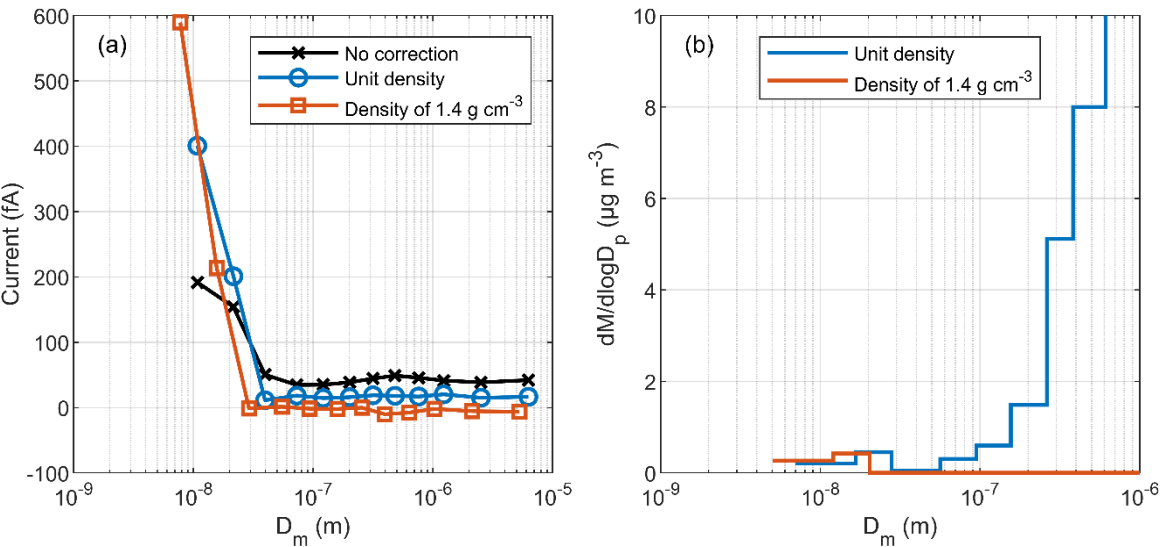 (a)
No correction
Unit density
Density of 1.4 g cm⁻³
Current (fA)
600
500
400
300
200
100
0
-100
10⁻⁹ 10⁻⁸ 10⁻⁷ 10⁻⁶ 10⁻⁵
Dₘ (m)
(b)
Unit density
Density of 1.4 g cm⁻³
dM/dlogDₚ (µg m⁻³)
10
8
6
4
2
0
10⁻⁹ 10⁻⁸ 10⁻⁷ 10⁻⁶
Dₘ (m)